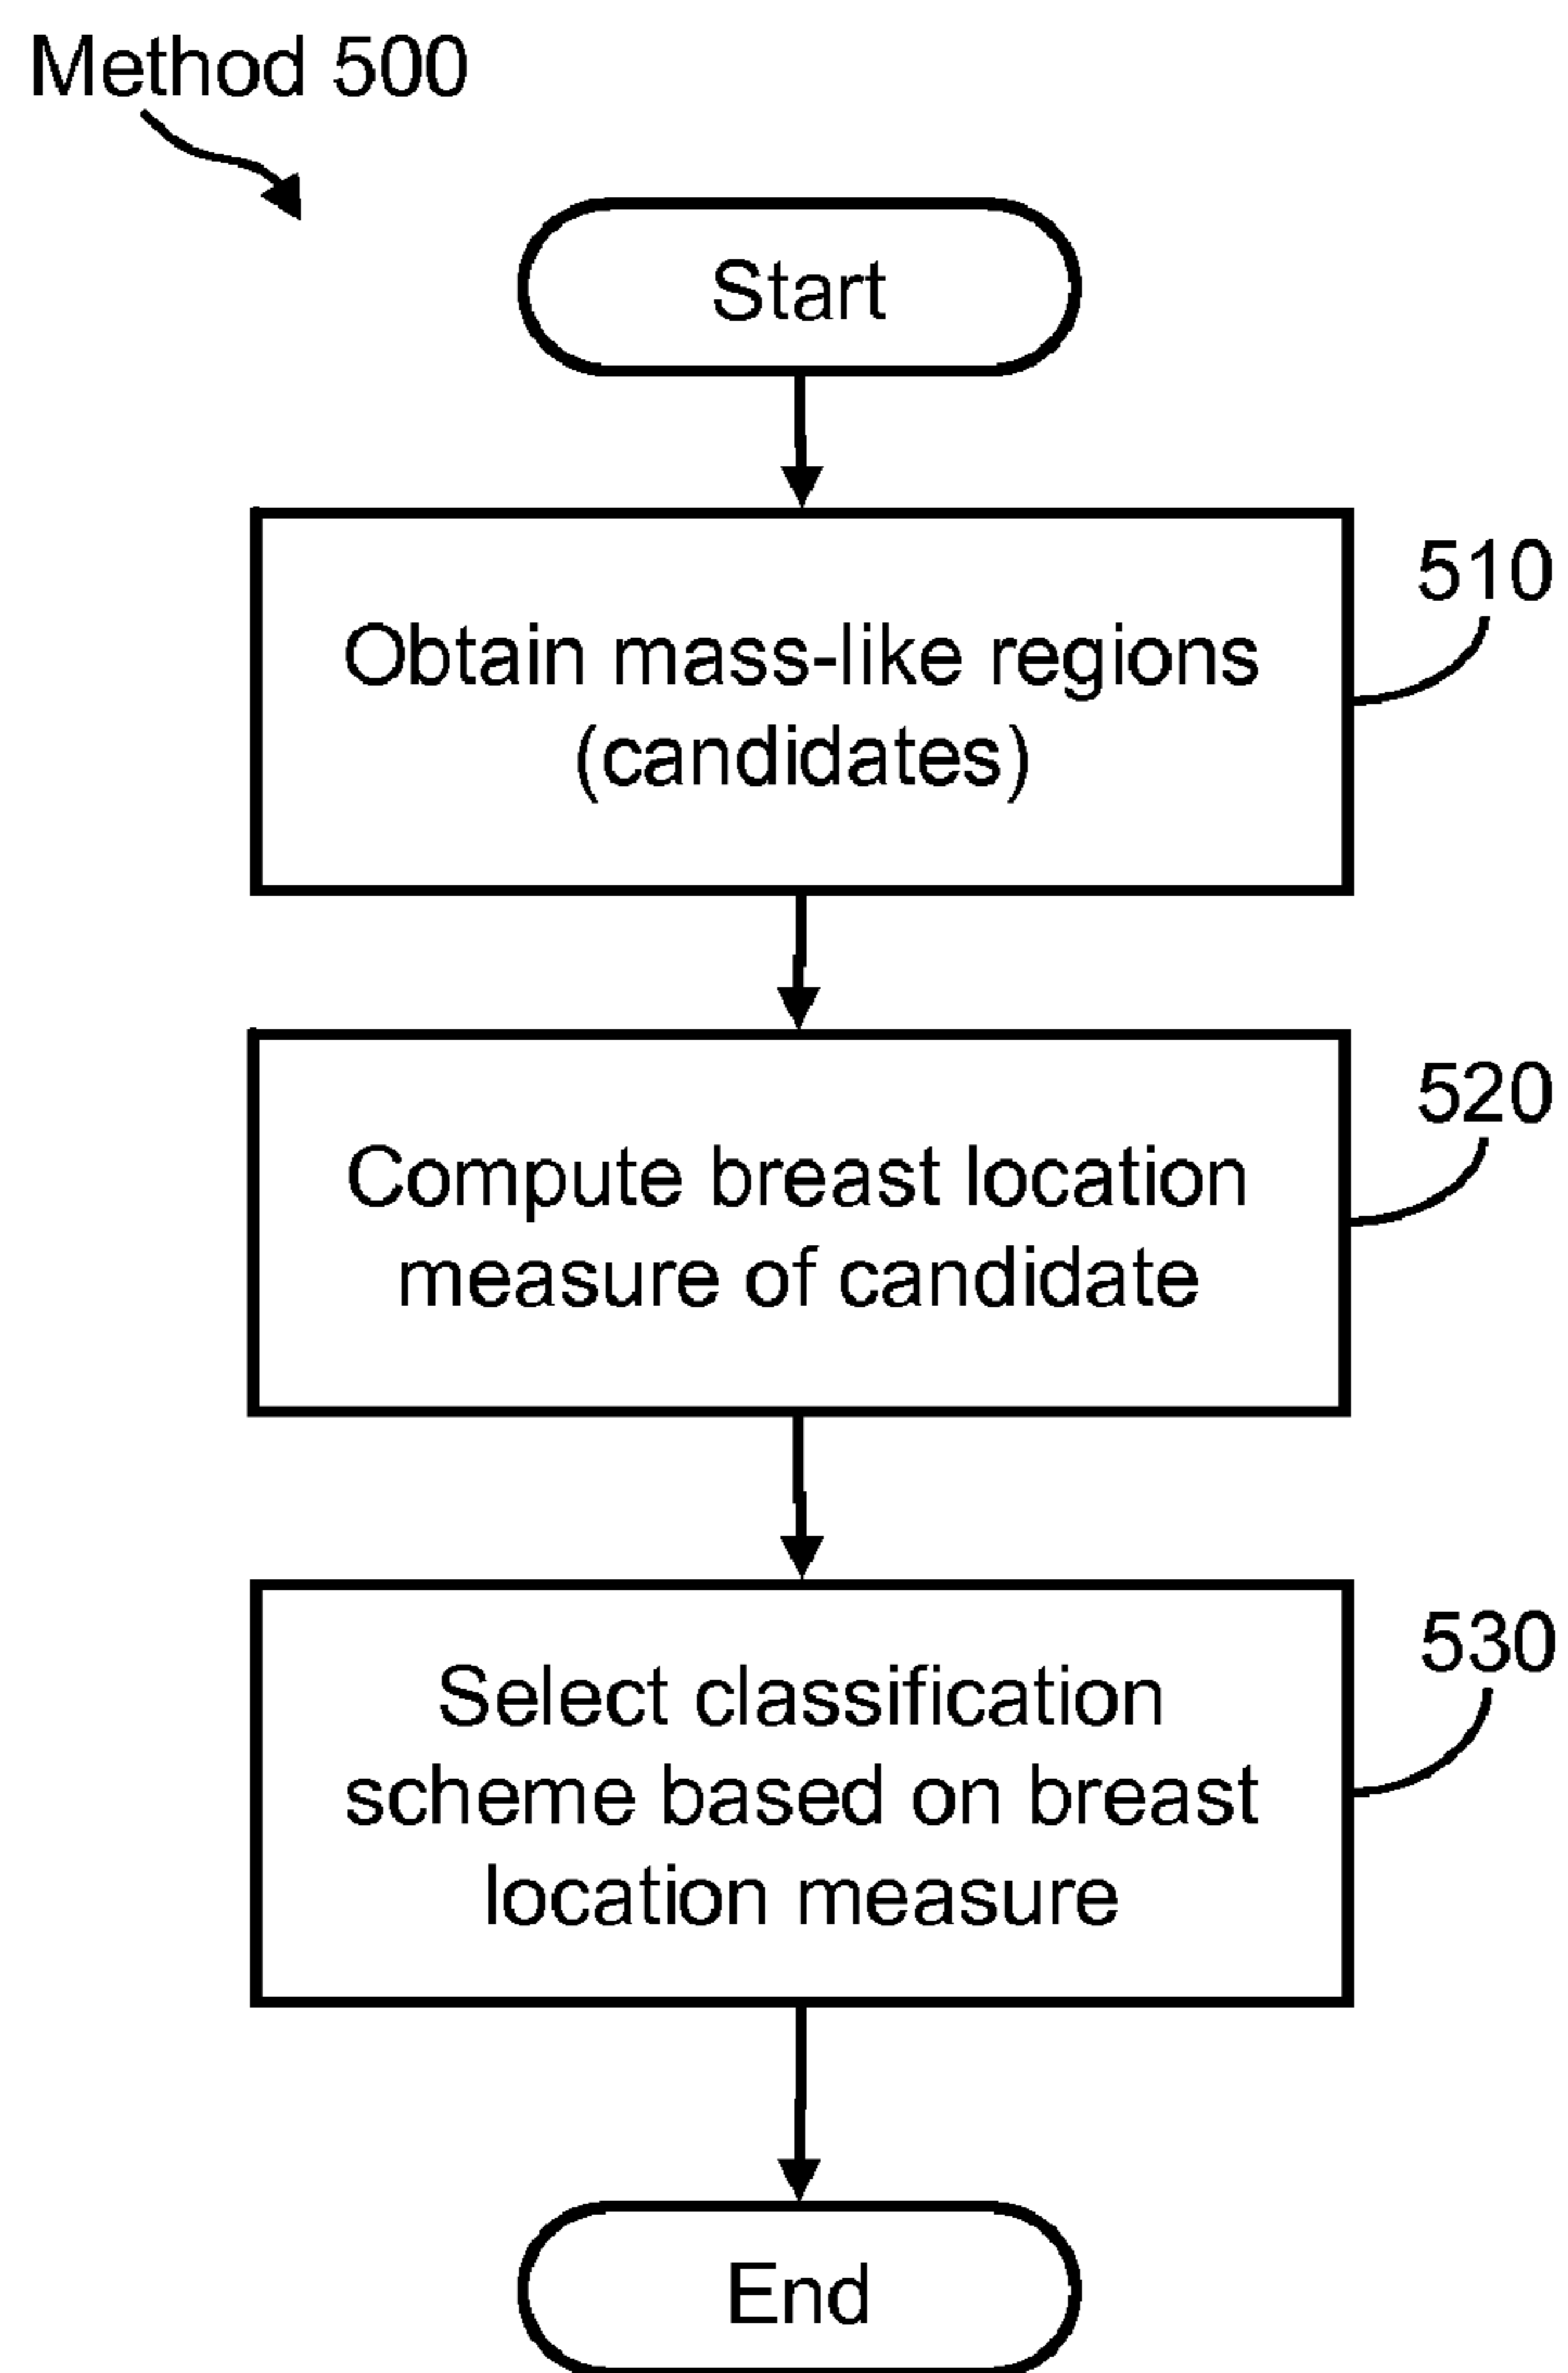 Method 500
Start
510
Obtain mass-like regions
(candidates)
520
Compute breast location
measure of candidate
530
Select classification
scheme based on breast
location measure
End